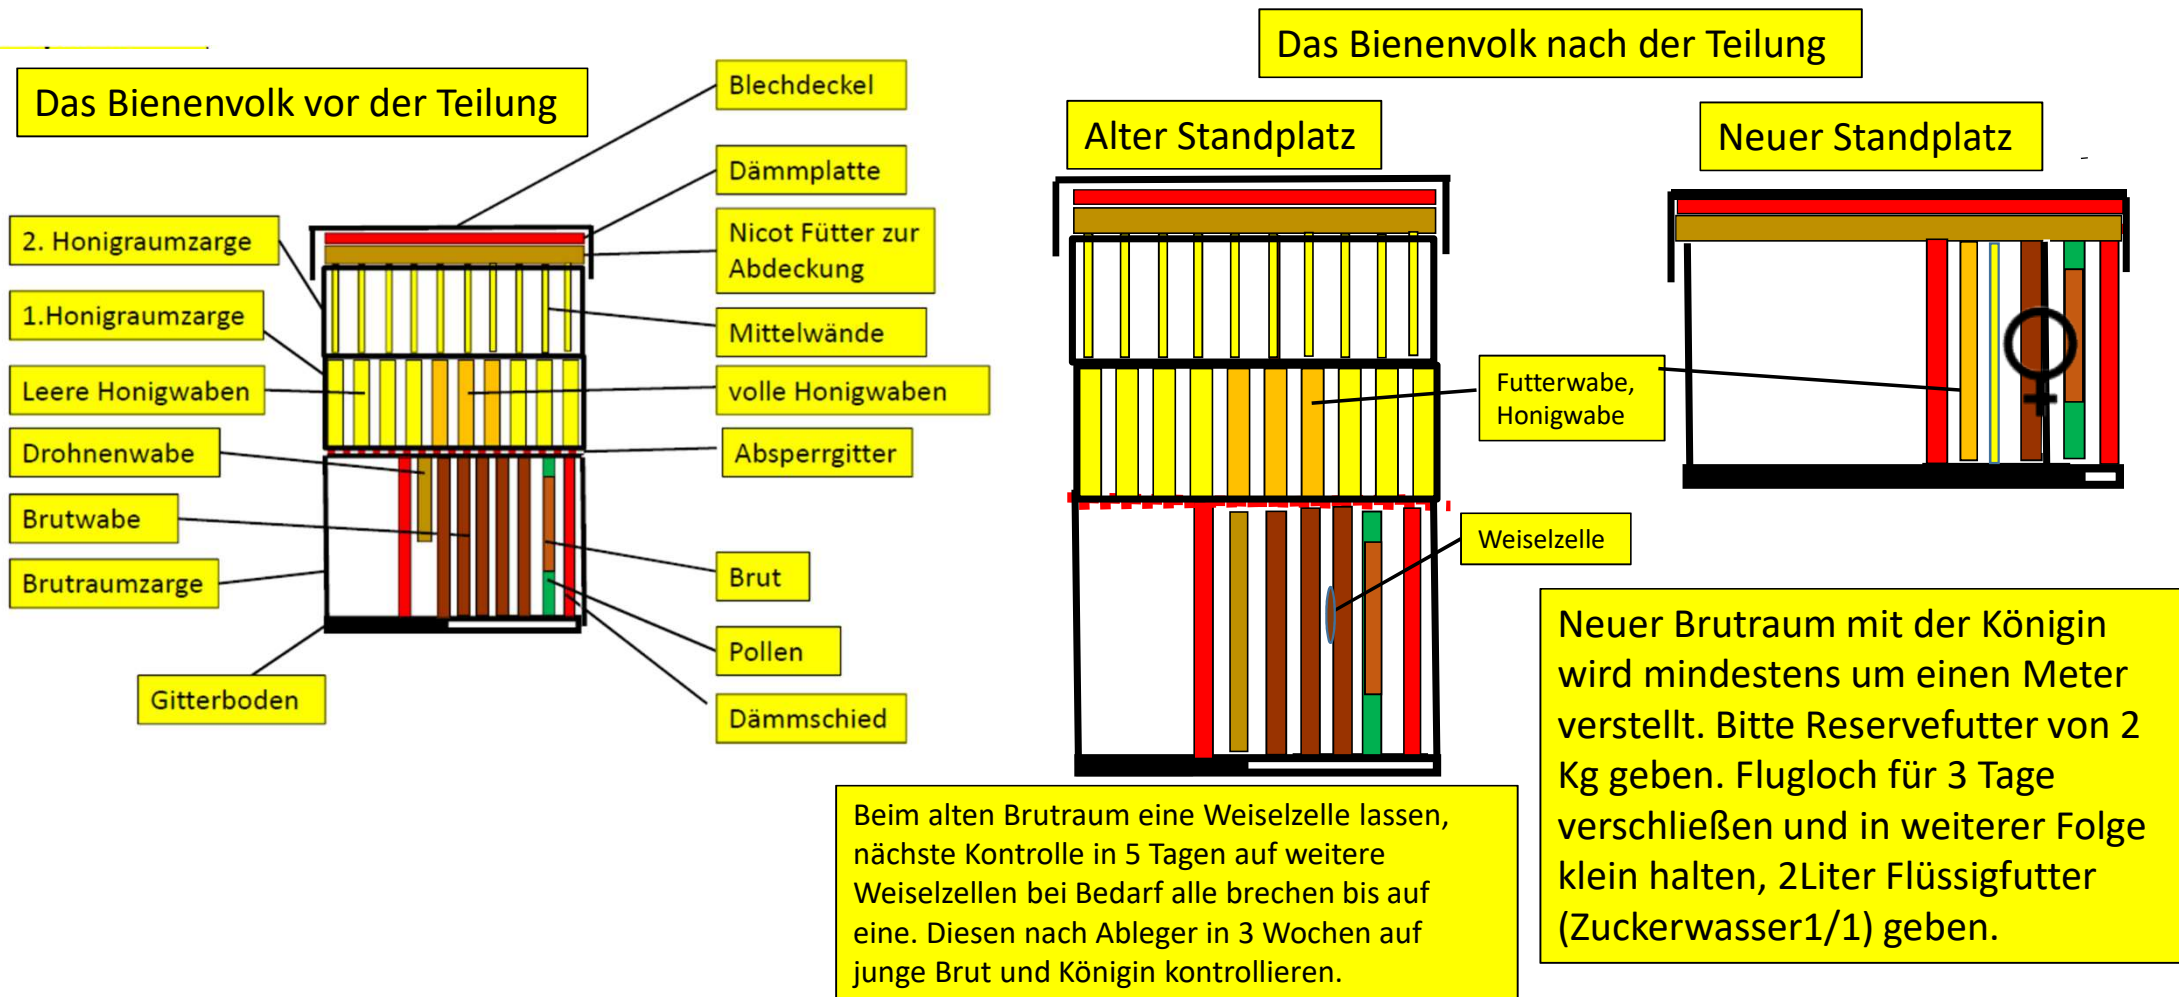 Das Bienenvolk vor der Teilung
2. Honigraumzarge
1.Honigraumzarge
Leere Honigwaben
Drohnenwabe
Brutwabe
Brutraumzarge
Gitterboden
Blechdeckel
Dämmplatte
Nicot Fütter zur
Abdeckung
Mittelwände
volle Honigwaben
Absperrgitter
Brut
Pollen
Dämmschied
Das Bienenvolk nach der Teilung
Alter Standplatz
Neuer Standplatz
Futterwabe,
Honigwabe
Weiselzelle
Beim alten Brutraum eine Weiselzelle lassen,
nächste Kontrolle in 5 Tagen auf weitere
Weiselzellen bei Bedarf alle brechen bis auf
eine. Diesen nach Ableger in 3 Wochen auf
junge Brut und Königin kontrollieren.
Neuer Brutraum mit der Königin
wird mindestens um einen Meter
verstellt. Bitte Reservefutter von 2
Kg geben. Flugloch für 3 Tage
verschließen und in weiterer Folge
klein halten, 2Liter Flüssigfutter
(Zuckerwasser1/1) geben.